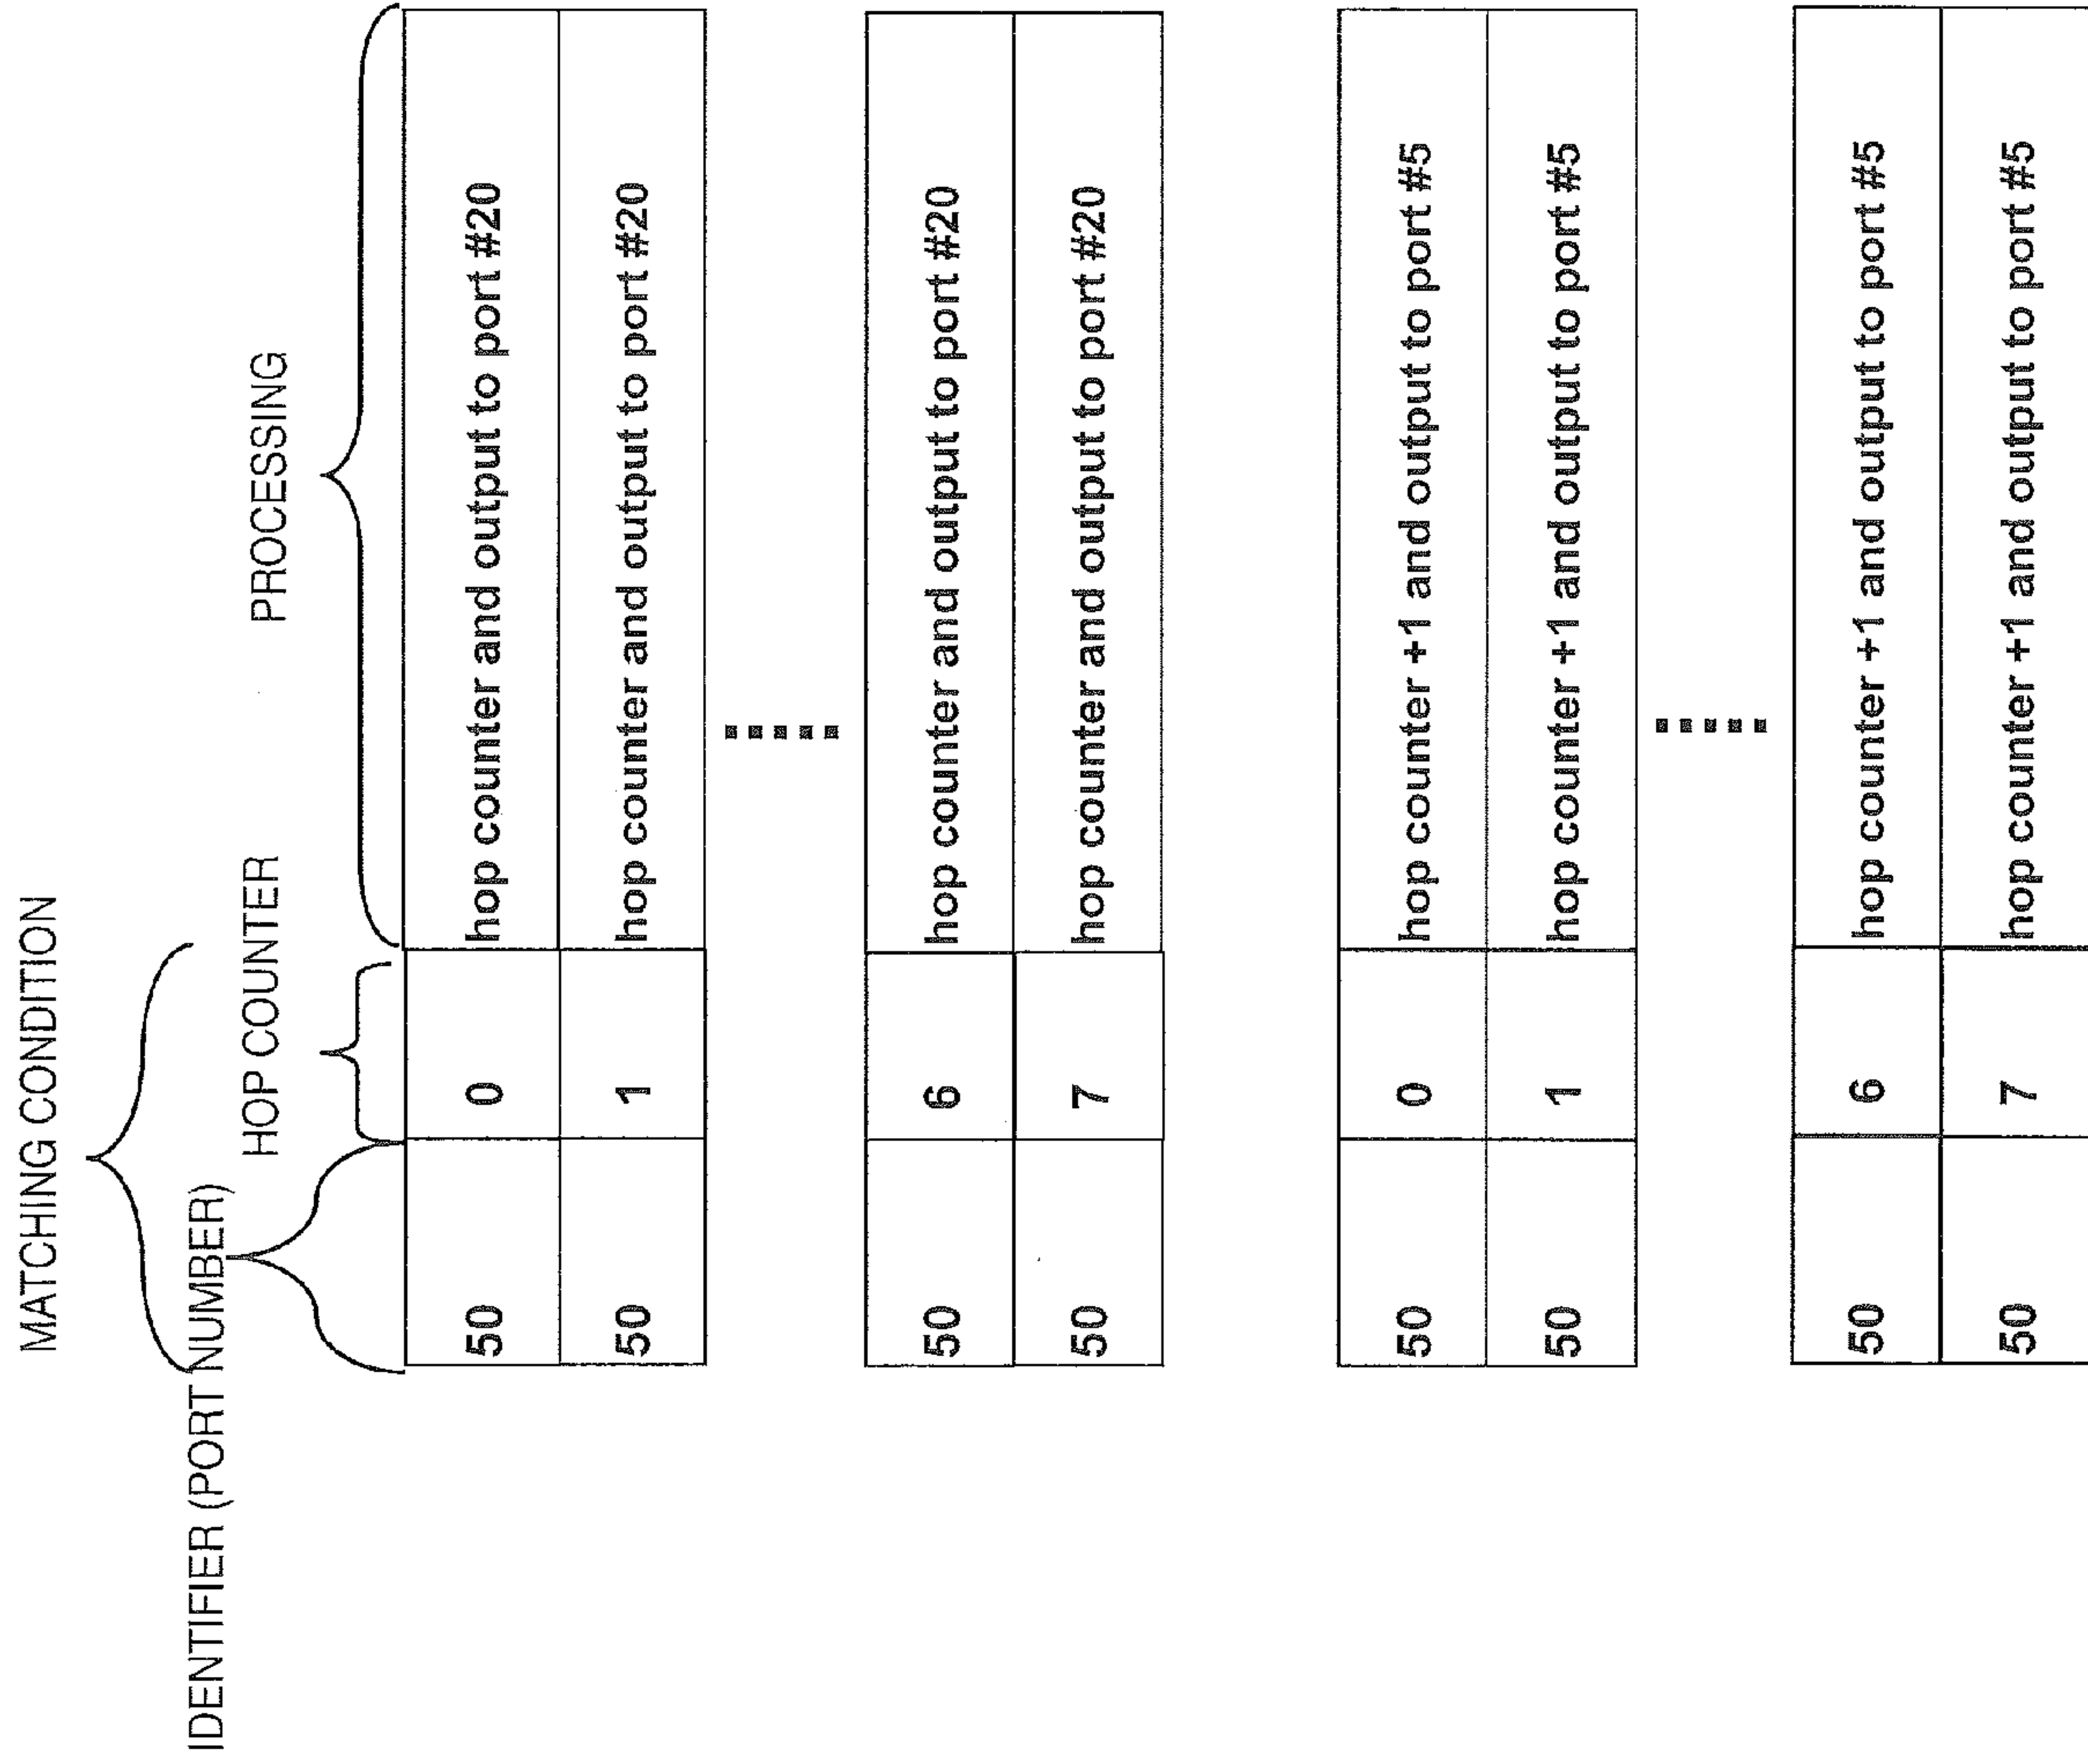 MATCHING CONDITION
IDENTIFIER (PORT NUMBER)
HOP COUNTER
PROCESSING
50 0 hop counter and output to port #20
50 1 hop counter and output to port #20
50 6 hop counter and output to port #20
50 7 hop counter and output to port #20
50 0 hop counter +1 and output to port #5
50 1 hop counter +1 and output to port #5
50 6 hop counter +1 and output to port #5
50 7 hop counter +1 and output to port #5